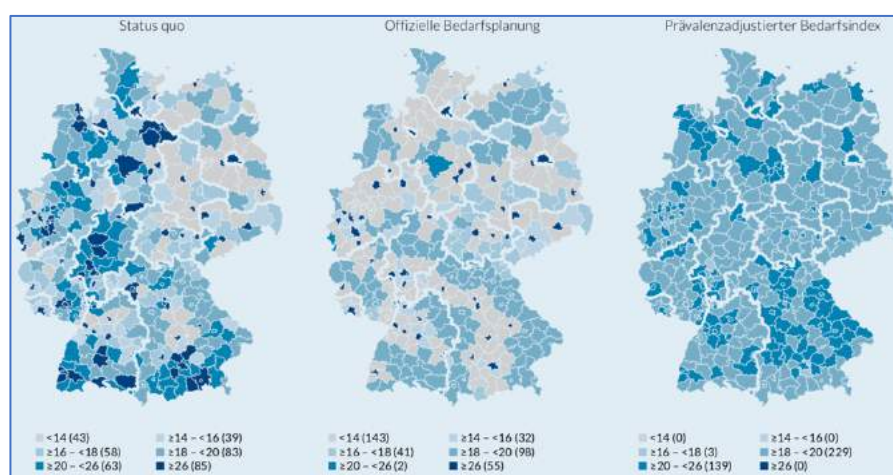 Status quo
Offizielle Bedarfsplanung
Prävalenzadjustierter Bedarfsindex
<14 (43)
≥14 – <16 (39)
≥16 – <18 (58)
≥18 – <20 (83)
≥20 – <26 (63)
≥26 (85)
<14 (143)
≥14 – <16 (32)
≥16 – <18 (41)
≥18 – <20 (98)
≥20 – <26 (2)
≥26 (55)
<14 (0)
≥14 – <16 (0)
≥16 – <18 (3)
≥18 – <20 (229)
≥20 – <26 (139)
≥26 (0)